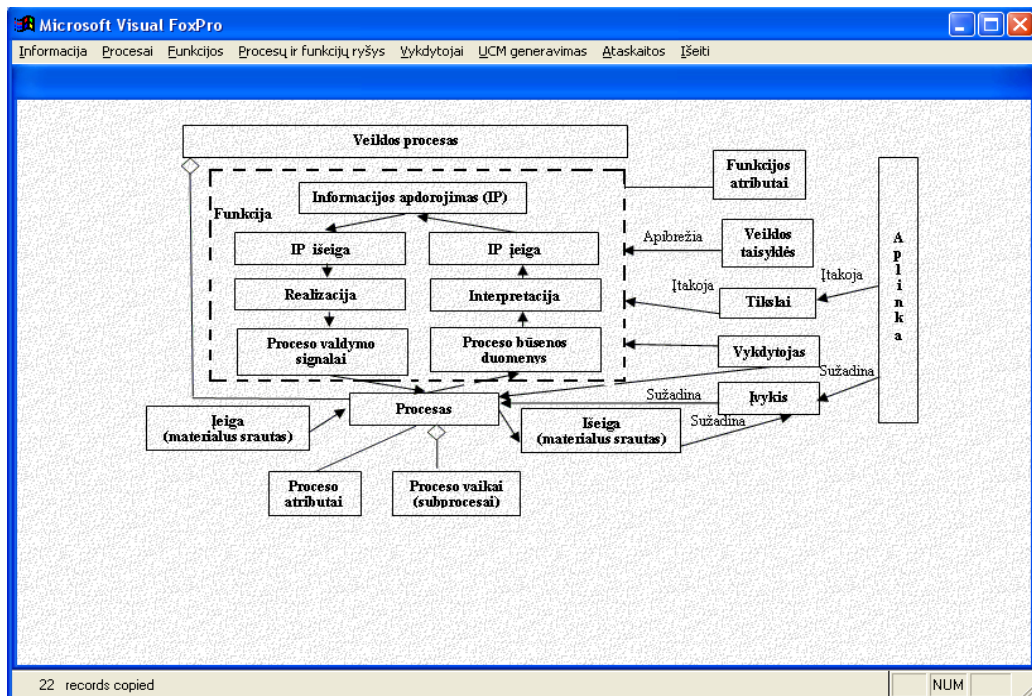 Microsoft Visual FoxPro
Informacija Procesai Funkcijos Procesų ir funkcijų ryšys Vykdytojai UCM generavimas Ataskaitos Išeiti
Veiklos procesas
Funkcijos
atributai
Informacijos apdorojimas (IP)
Funkcija
IP išeiga
IP įeiga
Apibrežia
Veiklos
taisyklės
Aplinka
Įtakoja
Realizacija
Interpretacija
Įtakoja
Tikslai
Proceso valdymo
signalai
Proceso būsenos
duomenys
Vykdytojas
Sužadina
Procesas
Sužadina
Įvykis
Įeiga
(materialus srautas)
Išeiga
(materialus srautas)
Sužadina
Proceso
atributai
Proceso vaikai
(subprocesai)
22 records copied
NUM